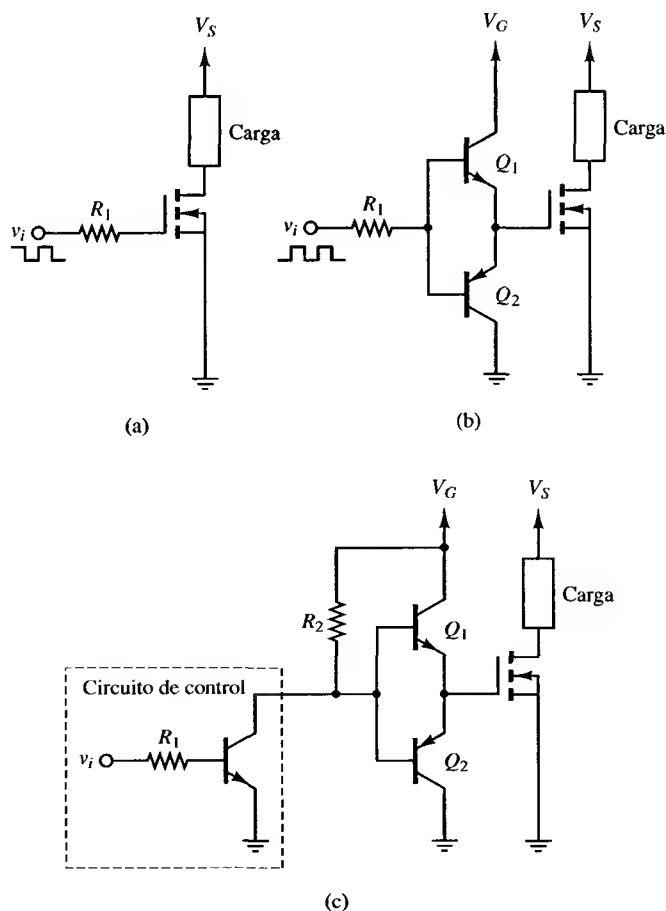 V_S
Carga
R_1
v_i
(a)
V_G
V_S
Carga
Q_1
R_1
v_i
Q_2
(b)
V_G
V_S
Carga
R_2
Q_1
Circuito de control
R_1
v_i
Q_2
(c)